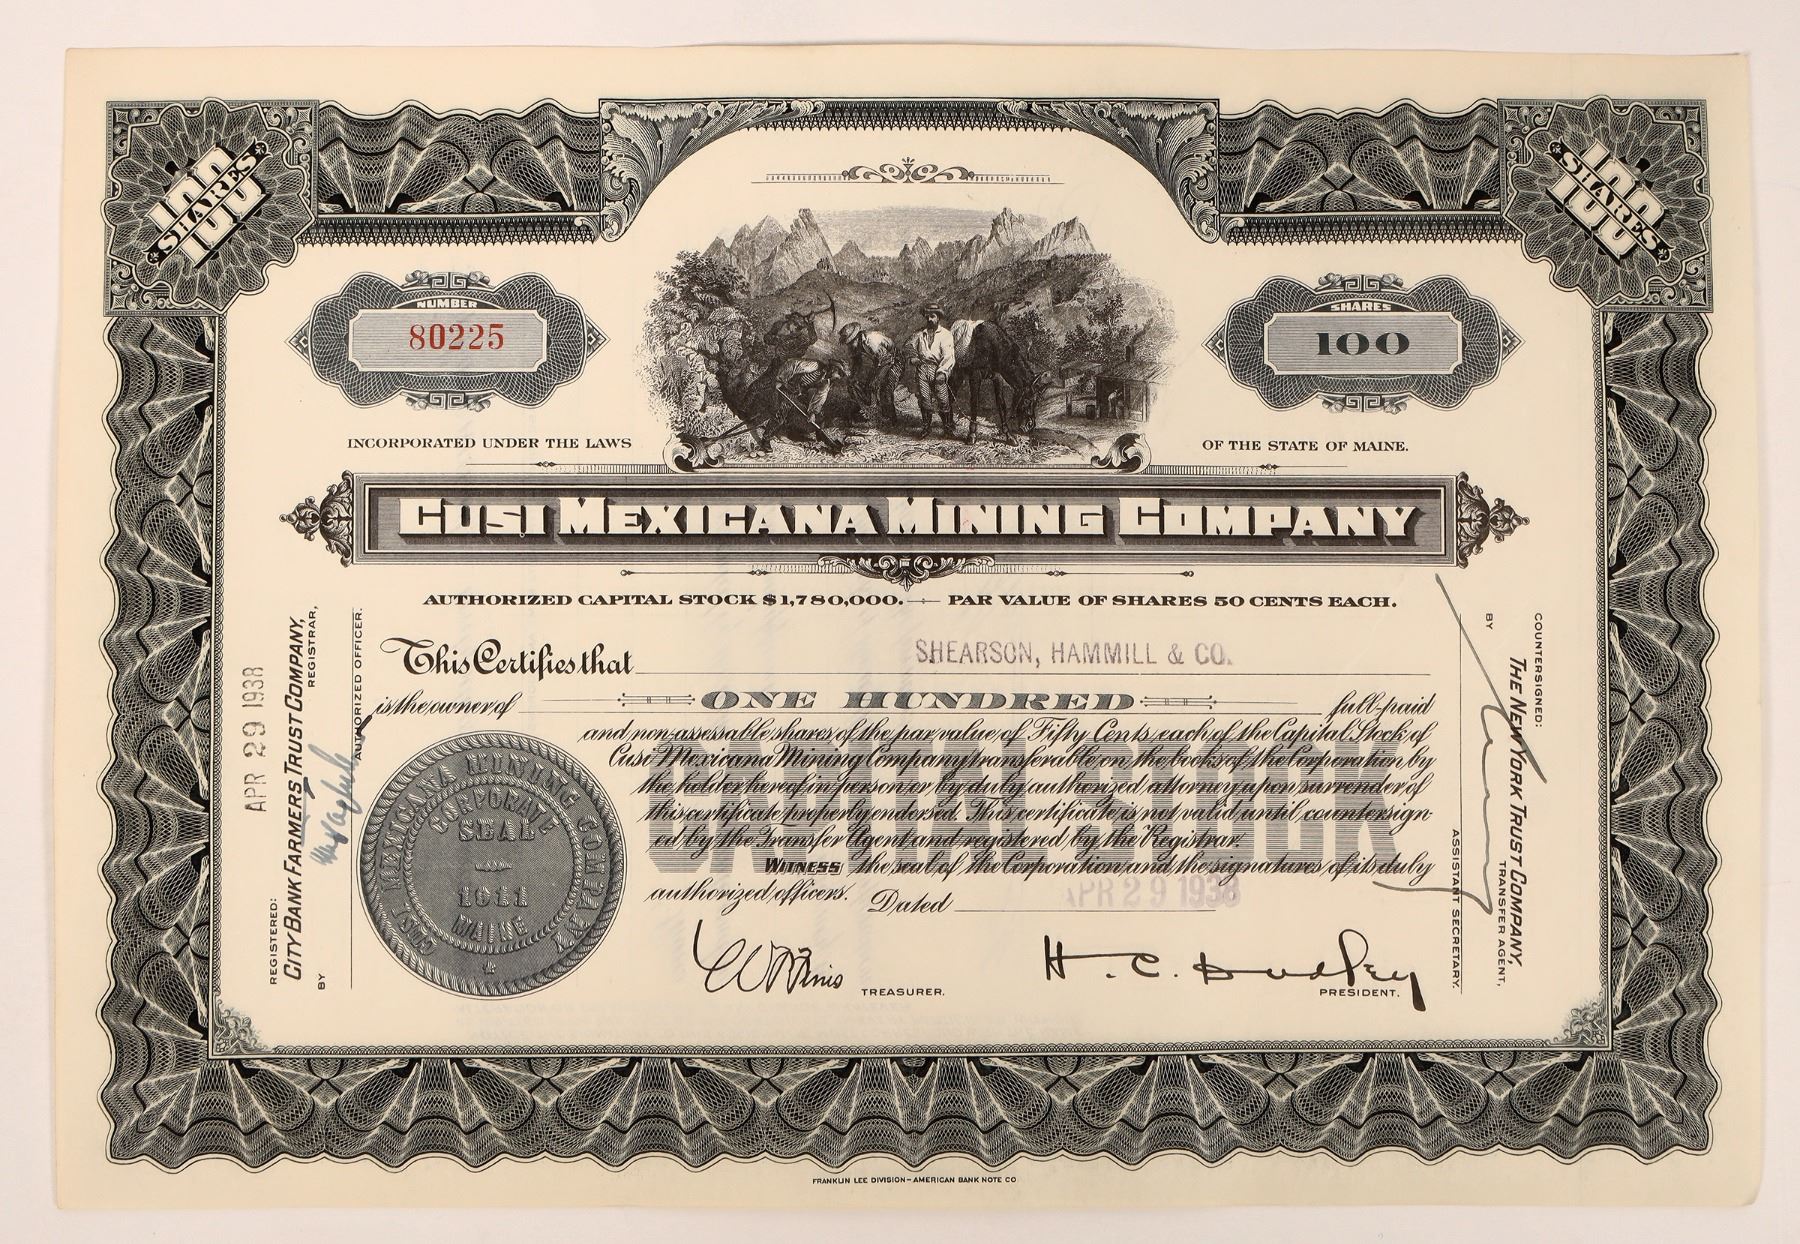 100 SHARES
100 SHARES
NUMBER
80225
SHARES
100
INCORPORATED UNDER THE LAWS
OF THE STATE OF MAINE.
CUSI MEXICANA MINING COMPANY
AUTHORIZED CAPITAL STOCK $1,780,000. — PAR VALUE OF SHARES 50 CENTS EACH.
This Certifies that SHEARSON, HAMMILL & CO.
is the owner of ONE HUNDRED full-paid
and non-assessable shares of the par value of Fifty Cents each of the Capital Stock of
Cusi Mexicana Mining Company transferable on the books of the Corporation by
the holder hereof in person or by duly authorized attorney upon surrender of
this certificate properly endorsed. This certificate is not valid until countersign-
ed by the Transfer Agent and registered by the Registrar.
WITNESS the seal of the Corporation and the signatures of its duly
authorized officers.
Dated APR 29 1938
CAPITAL STOCK
TREASURER.
H. C. Dudley
PRESIDENT.
CUSI MEXICANA MINING COMPANY
CORPORATE
SEAL
1911
MAINE
APR 29 1938
REGISTERED:
CITY BANK FARMERS TRUST COMPANY,
REGISTRAR,
BY
AUTHORIZED OFFICER.
COUNTERSIGNED:
THE NEW YORK TRUST COMPANY,
TRANSFER AGENT,
BY
ASSISTANT SECRETARY.
FRANKLIN LEE DIVISION – AMERICAN BANK NOTE CO.